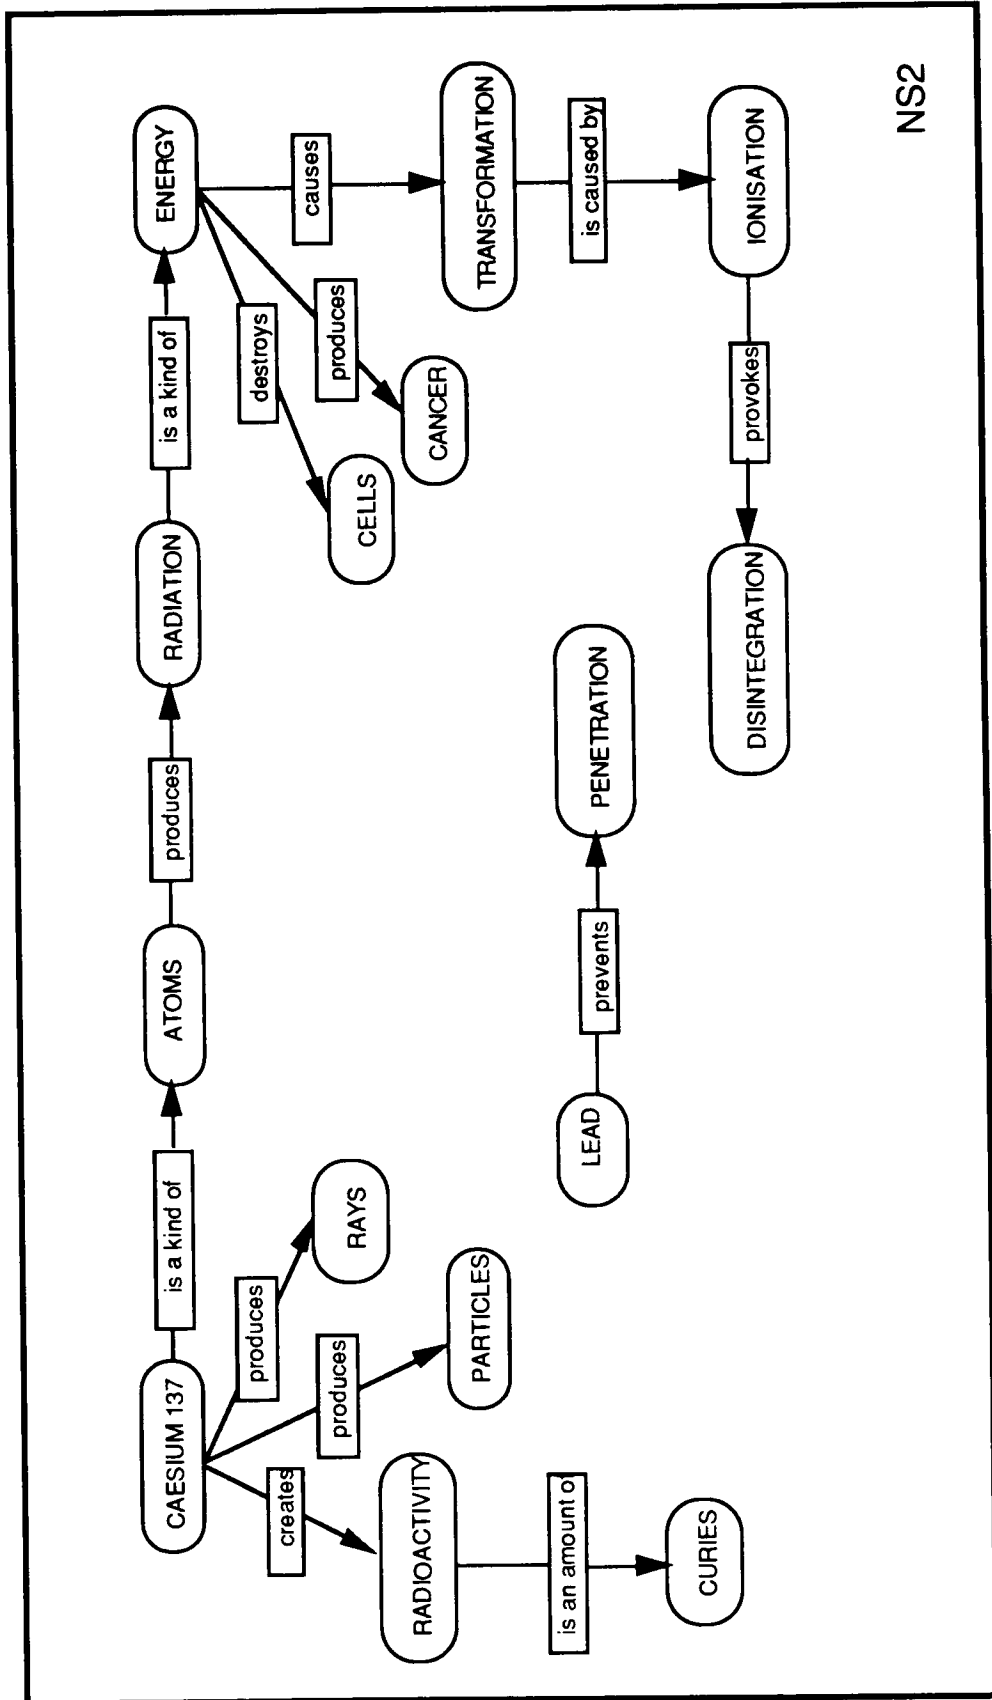 CAESIUM 137
is a kind of
ATOMS
produces
RADIATION
is a kind of
ENERGY
creates
produces
produces
RAYS
destroys
produces
causes
RADIOACTIVITY
PARTICLES
CELLS
CANCER
TRANSFORMATION
is an amount o
LEAD
prevents
PENETRATION
is caused by
CURIES
DISINTEGRATION
provokes
IONISATION
NS2